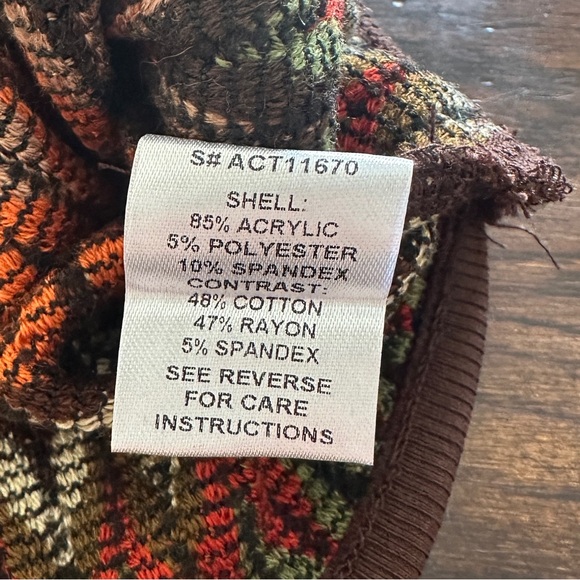 S# ACT11670
SHELL:
85% ACRYLIC
5% POLYESTER
10% SPANDEX
CONTRAST:
48% COTTON
47% RAYON
5% SPANDEX
SEE REVERSE
FOR CARE
INSTRUCTIONS